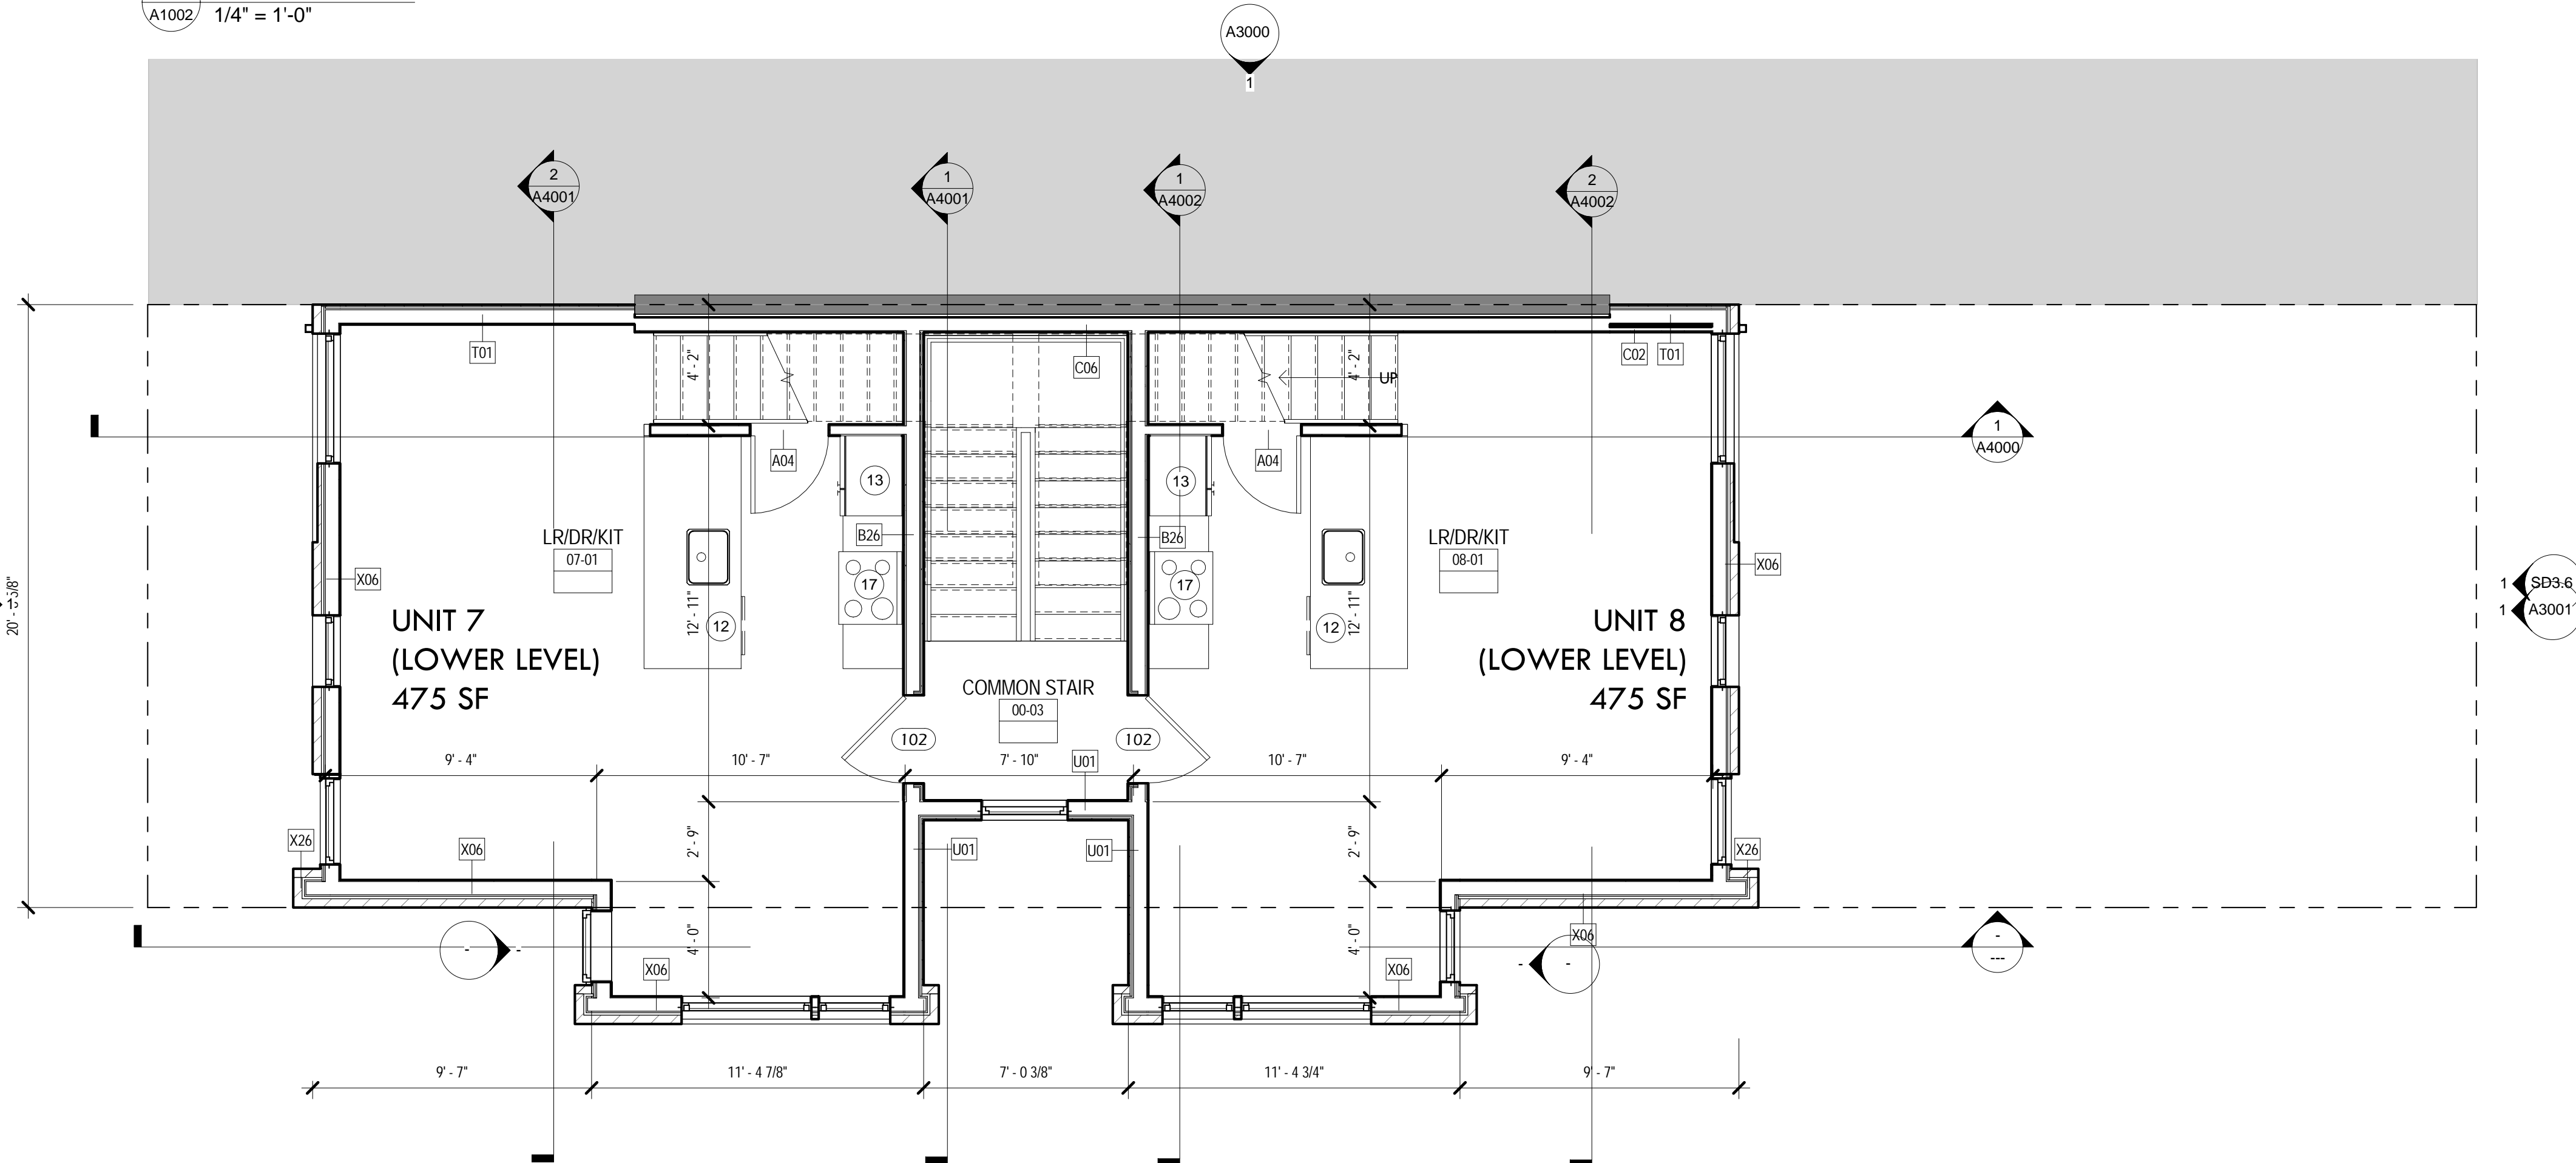 A1002
1/4" = 1'-0"
A3000
1
2
A4001
1
A4001
1
A4002
2
A4002
T01
4' - 2"
C06
4' - 2"
UP
C02
T01
A04
13
13
A04
1
A4000
LR/DR/KIT
07-01
B26
B26
LR/DR/KIT
08-01
X06
17
17
X06
1
SD3.6
1
A3001
UNIT 7
(LOWER LEVEL)
475 SF
12' - 11"
12
12
12' - 11"
UNIT 8
(LOWER LEVEL)
475 SF
COMMON STAIR
00-03
102
102
9' - 4"
10' - 7"
7' - 10"
U01
10' - 7"
9' - 4"
X26
X06
2' - 9"
U01
U01
2' - 9"
X26
-
-
4' - 0"
X06
4' - 0"
X06
-
-
X06
-
---
9' - 7"
11' - 4 7/8"
7' - 0 3/8"
11' - 4 3/4"
9' - 7"